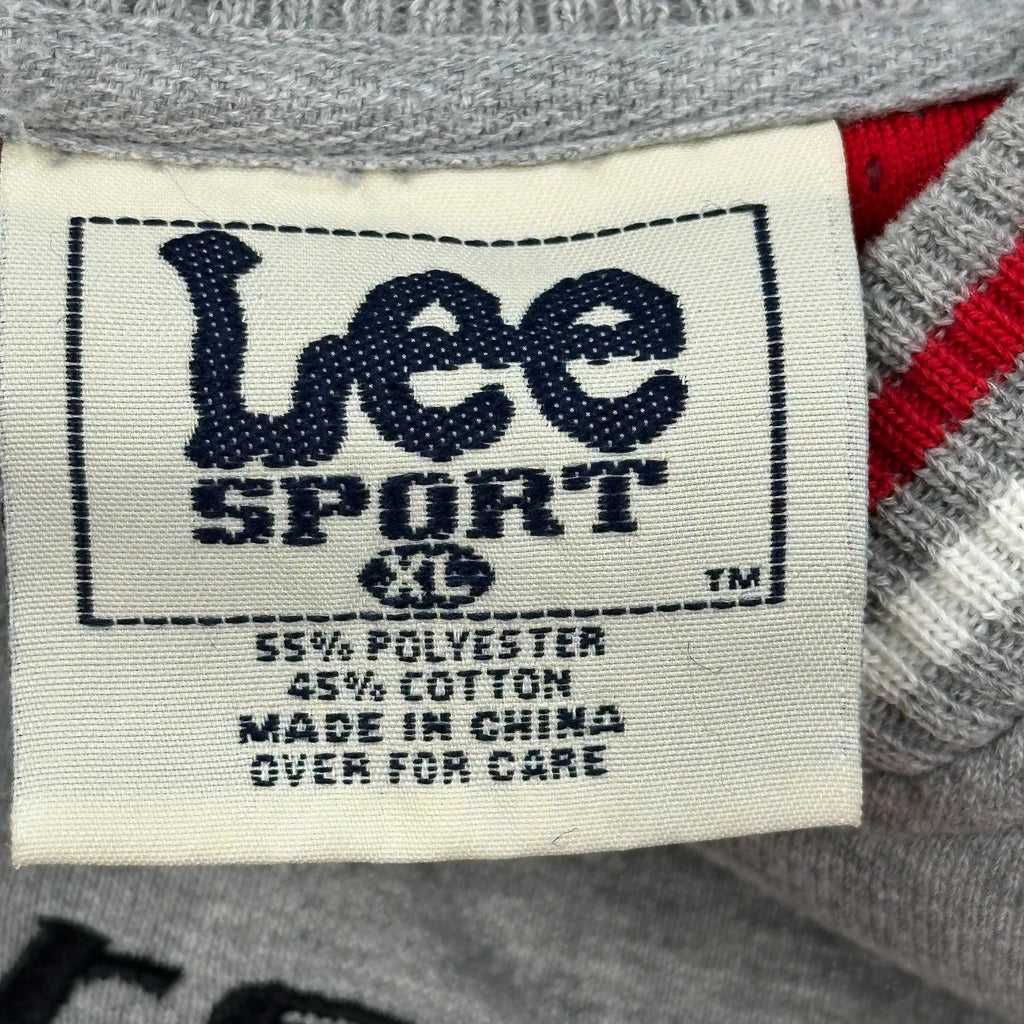 Lee
SPORT
XL
TM
55% POLYESTER
45% COTTON
MADE IN CHINA
OVER FOR CARE